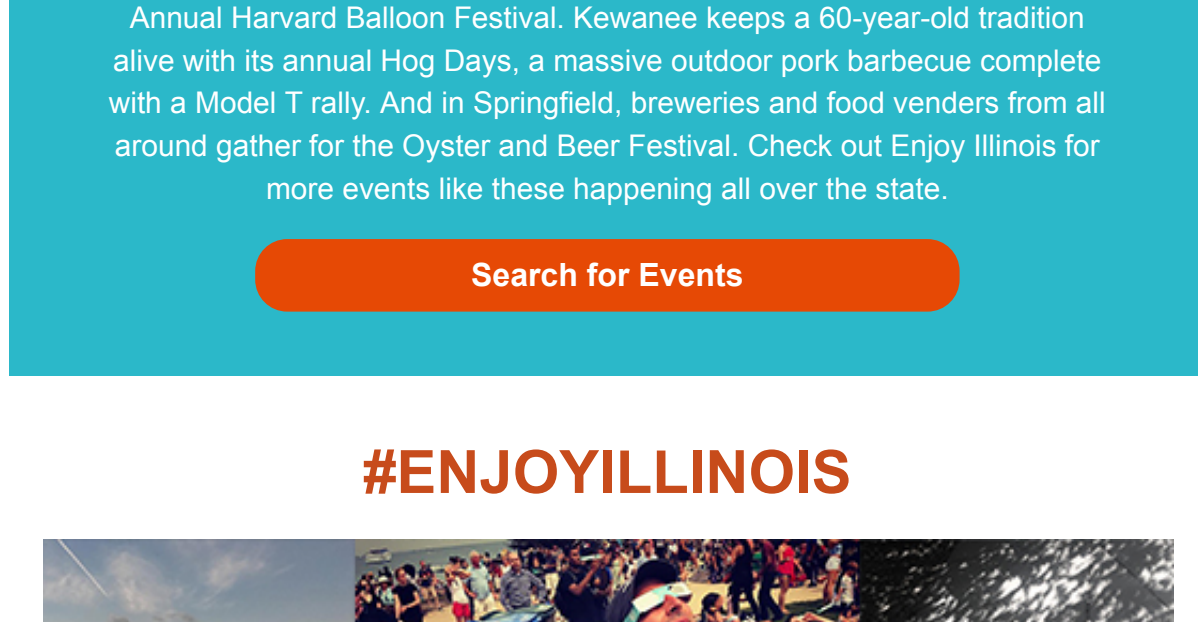 Annual Harvard Balloon Festival. Kewanee keeps a 60-year-old tradition
alive with its annual Hog Days, a massive outdoor pork barbecue complete
with a Model T rally. And in Springfield, breweries and food venders from all
around gather for the Oyster and Beer Festival. Check out Enjoy Illinois for
more events like these happening all over the state.
Search for Events
#ENJOYILLINOIS